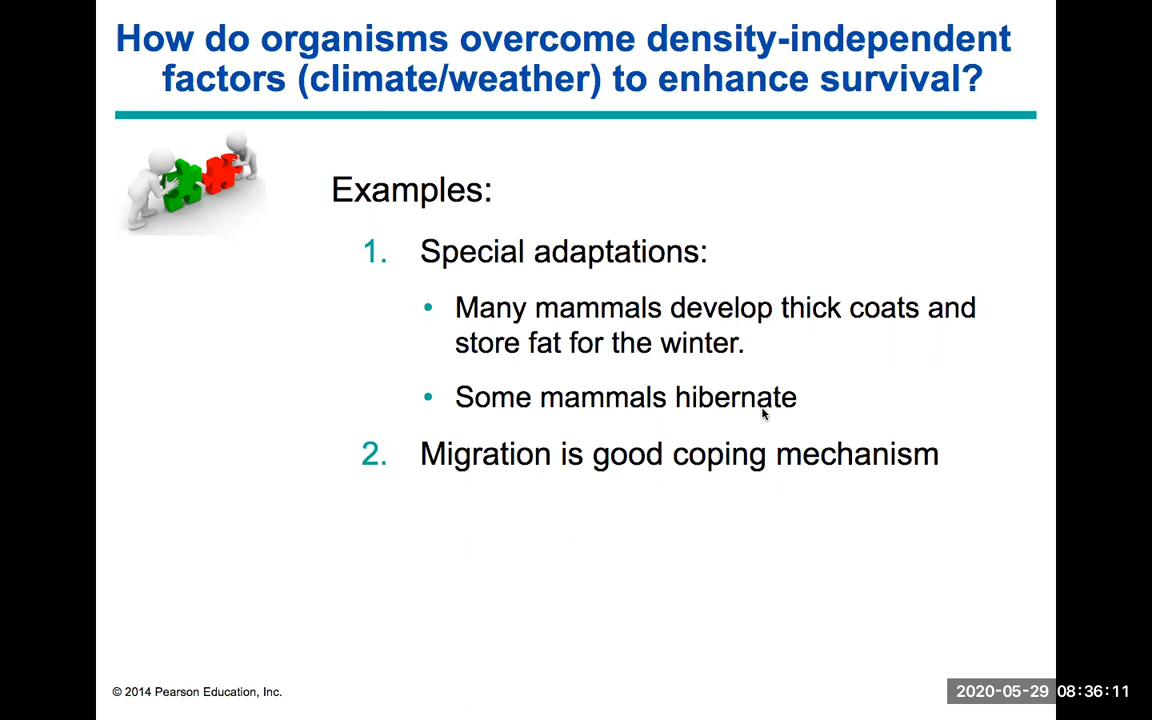 How do organisms overcome density-independent
factors (climate/weather) to enhance survival?
Examples:
1. Special adaptations:
• Many mammals develop thick coats and
store fat for the winter.
• Some mammals hibernate
2. Migration is good coping mechanism
© 2014 Pearson Education, Inc.
2020-05-29 08:36:11